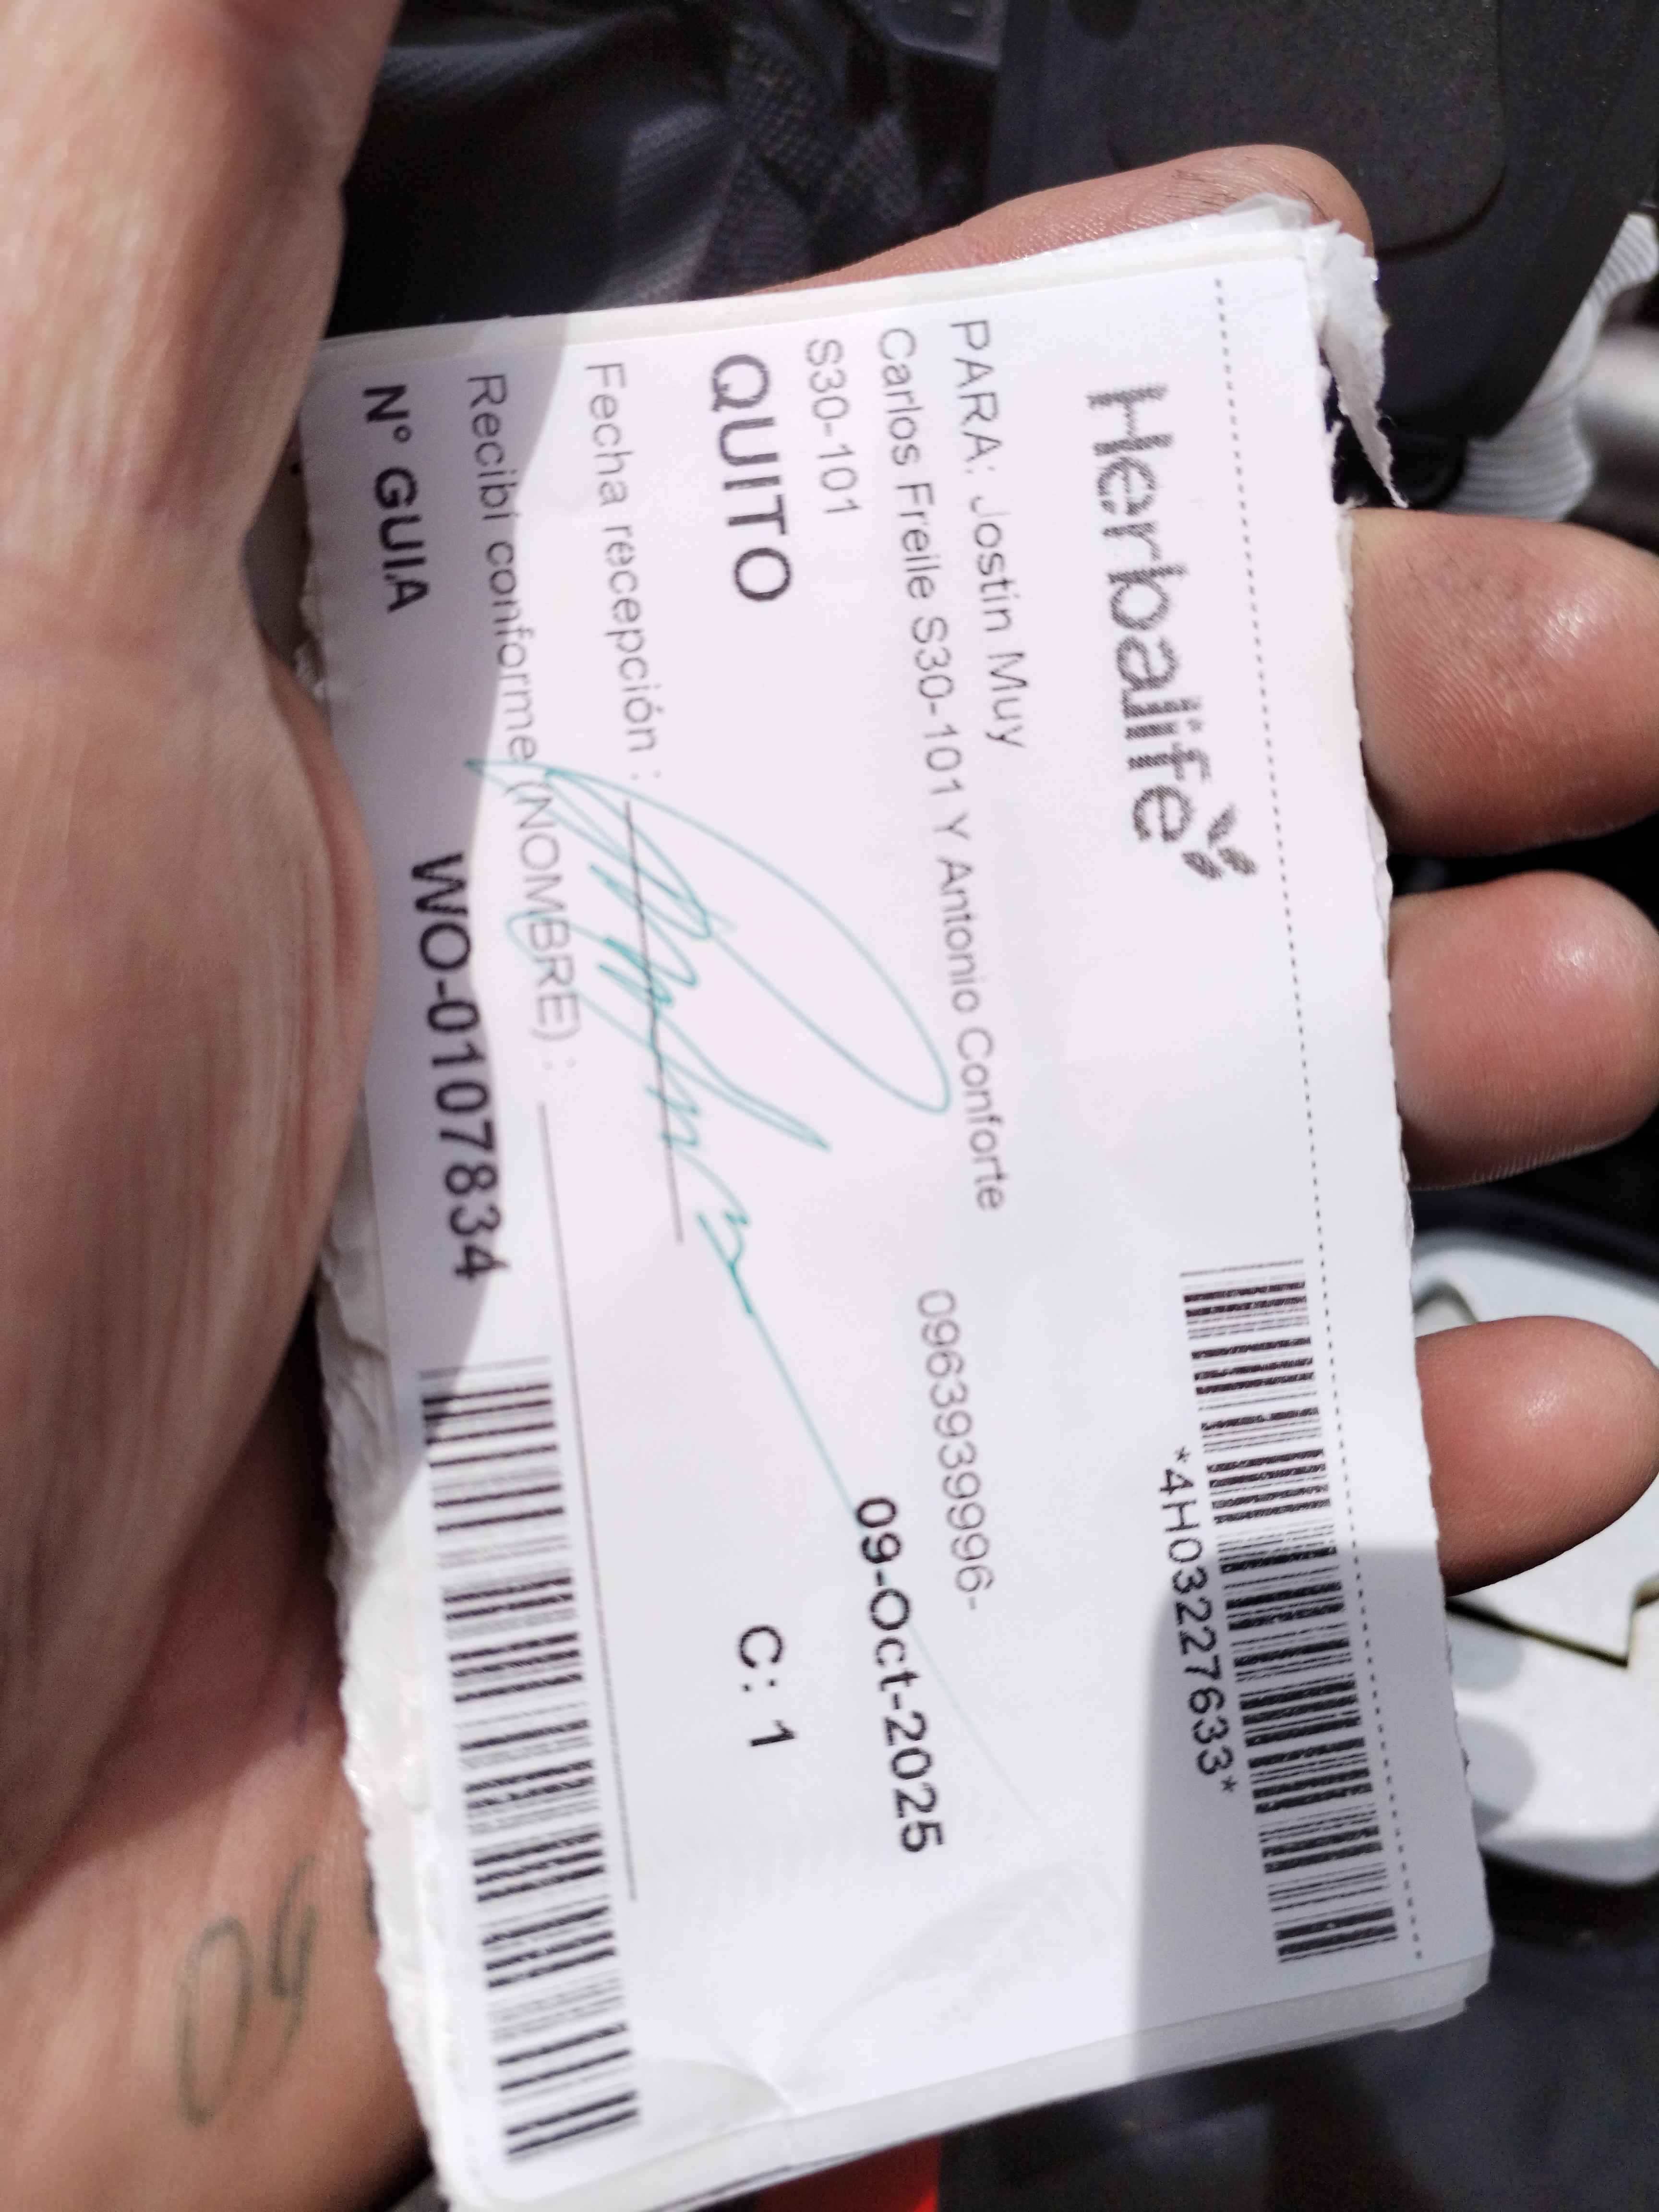 Herbalife
*4H03227633*
PARA: Jostin Muy
Carlos Freile S30-101 Y Antonio Conforte
S30-101
0963939996-
09-Oct-2025
QUITO
C: 1
Fecha recepción :
Recibí conforme (NOMBRE) :
N° GUIA
WO-0107834